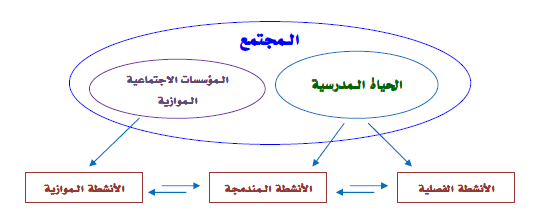 المجتمع
الحياة المدرسية
المؤسسات الاجتماعية
الموازية
الأنشطة الفصلية
الأنشطة المندمجة
الأنشطة الموازية